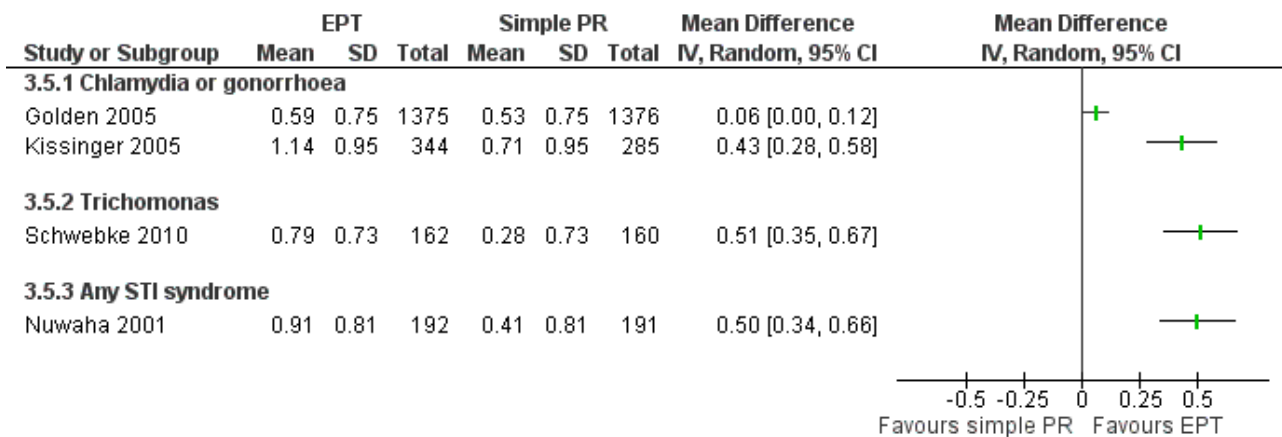 EPT Simple PR Mean Difference Mean Difference
Study or Subgroup Mean SD Total Mean SD Total IV, Random, 95% CI IV, Random, 95% CI
3.5.1 Chlamydia or gonorrhoea
Golden 2005 0.59 0.75 1375 0.53 0.75 1376 0.06 [0.00, 0.12]
Kissinger 2005 1.14 0.95 344 0.71 0.95 285 0.43 [0.28, 0.58]
3.5.2 Trichomonas
Schwebke 2010 0.79 0.73 162 0.28 0.73 160 0.51 [0.35, 0.67]
3.5.3 Any STI syndrome
Nuwaha 2001 0.91 0.81 192 0.41 0.81 191 0.50 [0.34, 0.66]
-0.5 -0.25 0 0.25 0.5
Favours simple PR Favours EPT